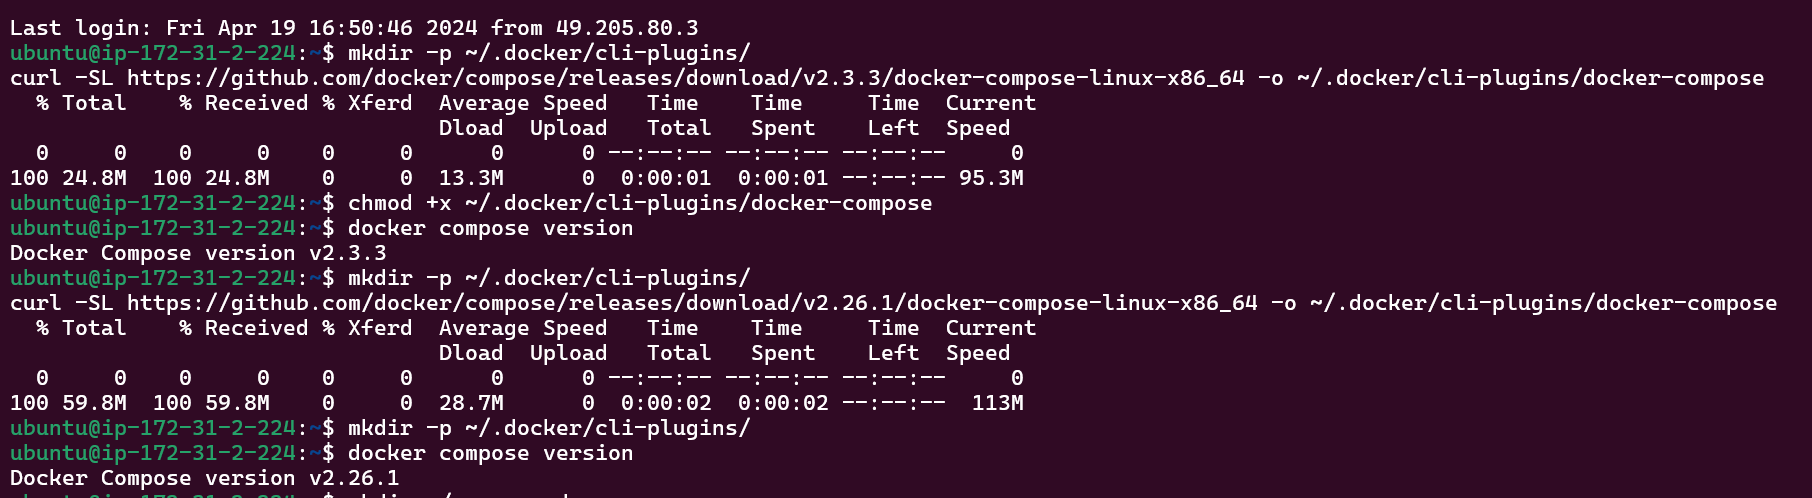 Last login: Fri Apr 19 16:50:46 2024 from 49.205.80.3
ubuntu@ip-172-31-2-224:~$ mkdir -p ~/.docker/cli-plugins/
curl -SL https://github.com/docker/compose/releases/download/v2.3.3/docker-compose-linux-x86_64 -o ~/.docker/cli-plugins/docker-compose
  % Total    % Received % Xferd  Average Speed   Time    Time     Time  Current
                                 Dload  Upload   Total   Spent    Left  Speed
  0     0    0     0    0     0      0      0 --:--:-- --:--:-- --:--:--     0
100 24.8M  100 24.8M    0     0  13.3M      0  0:00:01  0:00:01 --:--:-- 95.3M
ubuntu@ip-172-31-2-224:~$ chmod +x ~/.docker/cli-plugins/docker-compose
ubuntu@ip-172-31-2-224:~$ docker compose version
Docker Compose version v2.3.3
ubuntu@ip-172-31-2-224:~$ mkdir -p ~/.docker/cli-plugins/
curl -SL https://github.com/docker/compose/releases/download/v2.26.1/docker-compose-linux-x86_64 -o ~/.docker/cli-plugins/docker-compose
  % Total    % Received % Xferd  Average Speed   Time    Time     Time  Current
                                 Dload  Upload   Total   Spent    Left  Speed
  0     0    0     0    0     0      0      0 --:--:-- --:--:-- --:--:--     0
100 59.8M  100 59.8M    0     0  28.7M      0  0:00:02  0:00:02 --:--:--  113M
ubuntu@ip-172-31-2-224:~$ mkdir -p ~/.docker/cli-plugins/
ubuntu@ip-172-31-2-224:~$ docker compose version
Docker Compose version v2.26.1
ubuntu@ip-172-31-2-224:~$